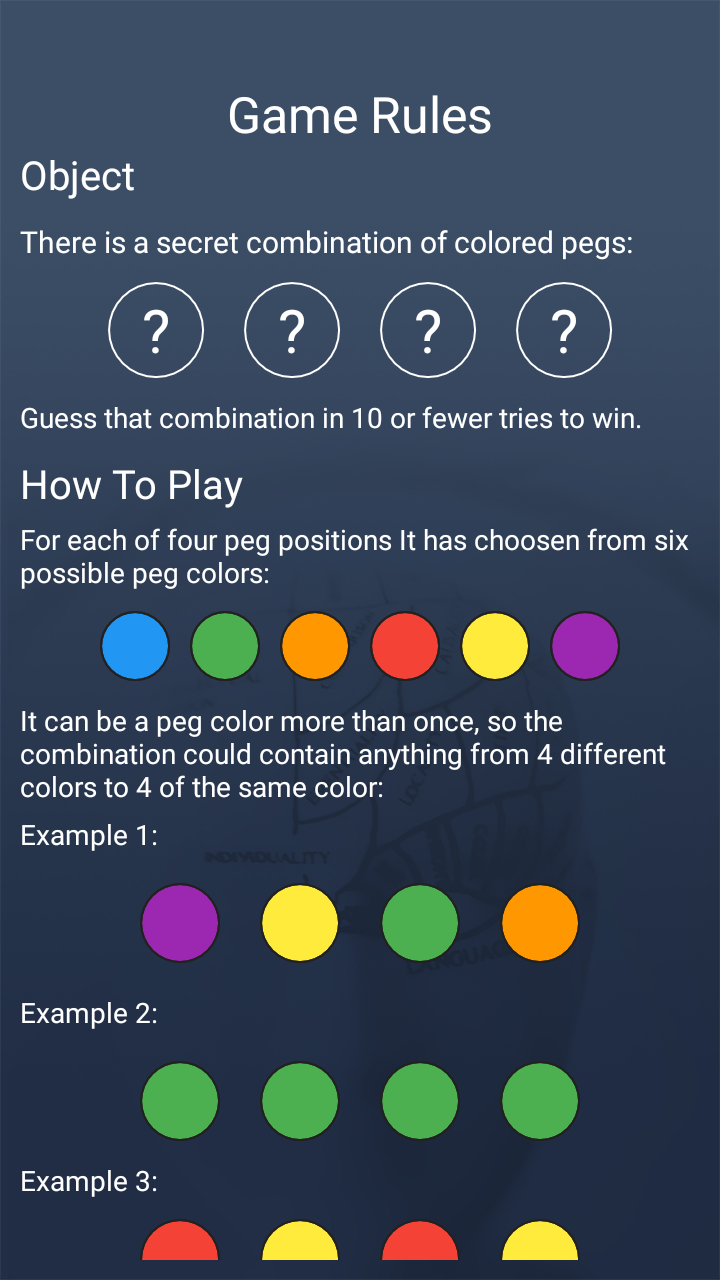 Game Rules
Object
There is a secret combination of colored pegs:
? ? ? ?
Guess that combination in 10 or fewer tries to win.
How To Play
For each of four peg positions It has choosen from six
possible peg colors:
It can be a peg color more than once, so the
combination could contain anything from 4 different
colors to 4 of the same color:
Example 1:
INDIVIDUALITY
Example 2:
Example 3: